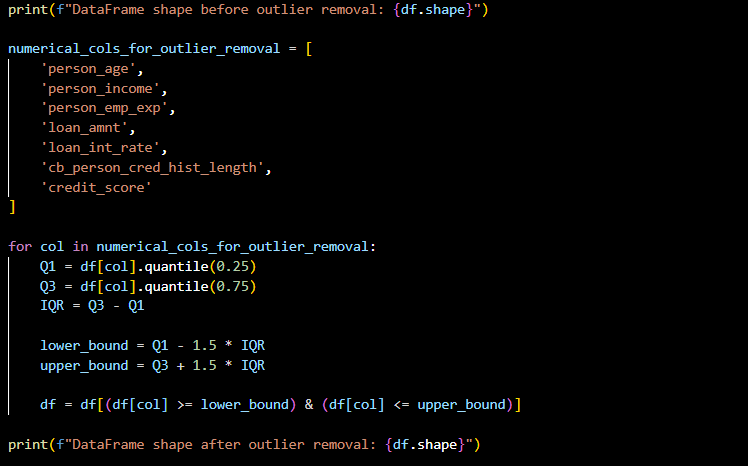 print(f"DataFrame shape before outlier removal: {df.shape}")
numerical_cols_for_outlier_removal = [
    'person_age',
    'person_income',
    'person_emp_exp',
    'loan_amnt',
    'loan_int_rate',
    'cb_person_cred_hist_length',
    'credit_score'
]
for col in numerical_cols_for_outlier_removal:
    Q1 = df[col].quantile(0.25)
    Q3 = df[col].quantile(0.75)
    IQR = Q3 - Q1
    lower_bound = Q1 - 1.5 * IQR
    upper_bound = Q3 + 1.5 * IQR
    df = df[(df[col] >= lower_bound) & (df[col] <= upper_bound)]
print(f"DataFrame shape after outlier removal: {df.shape}")